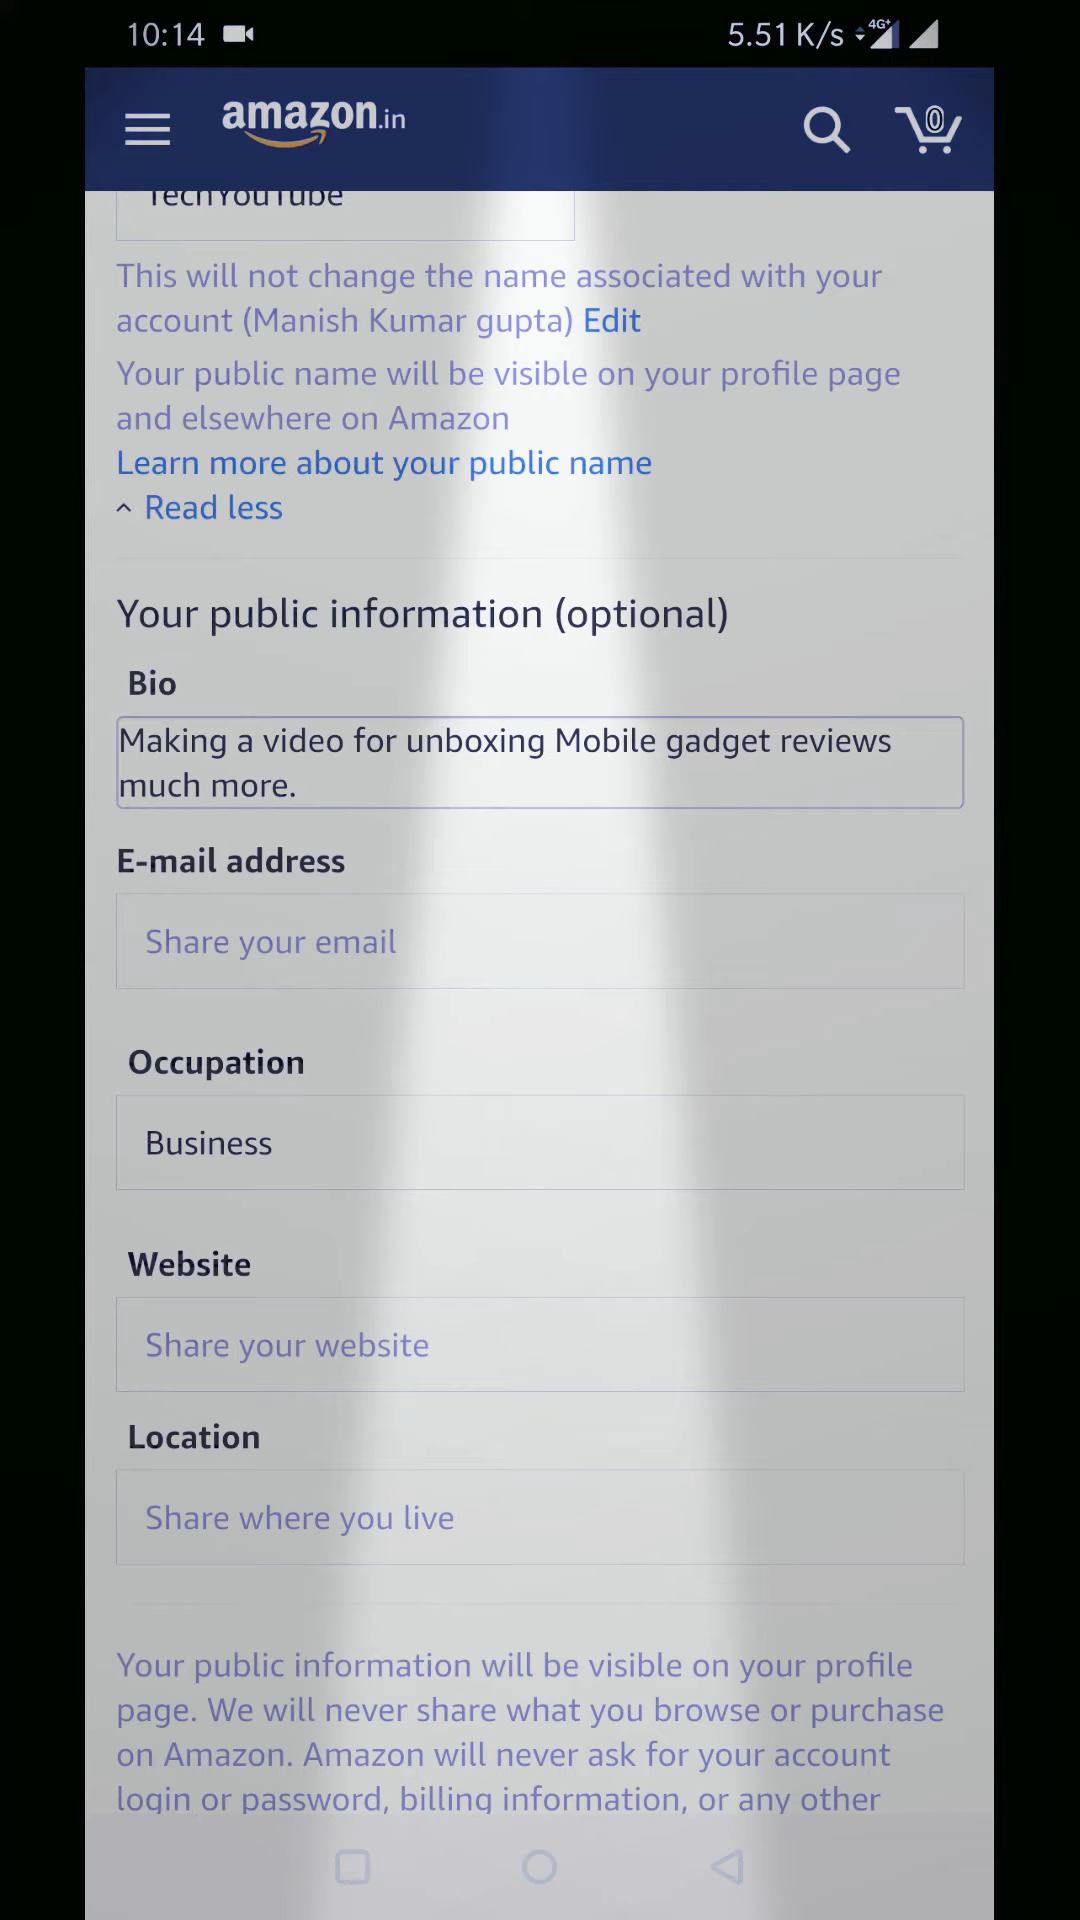 10:14 5.51 K/s 4G+
amazon.in 0
TechYouTube
This will not change the name associated with your
account (Manish Kumar gupta) Edit
Your public name will be visible on your profile page
and elsewhere on Amazon
Learn more about your public name
Read less
Your public information (optional)
Bio
Making a video for unboxing Mobile gadget reviews
much more.
E-mail address
Share your email
Occupation
Business
Website
Share your website
Location
Share where you live
Your public information will be visible on your profile
page. We will never share what you browse or purchase
on Amazon. Amazon will never ask for your account
login or password, billing information, or any other